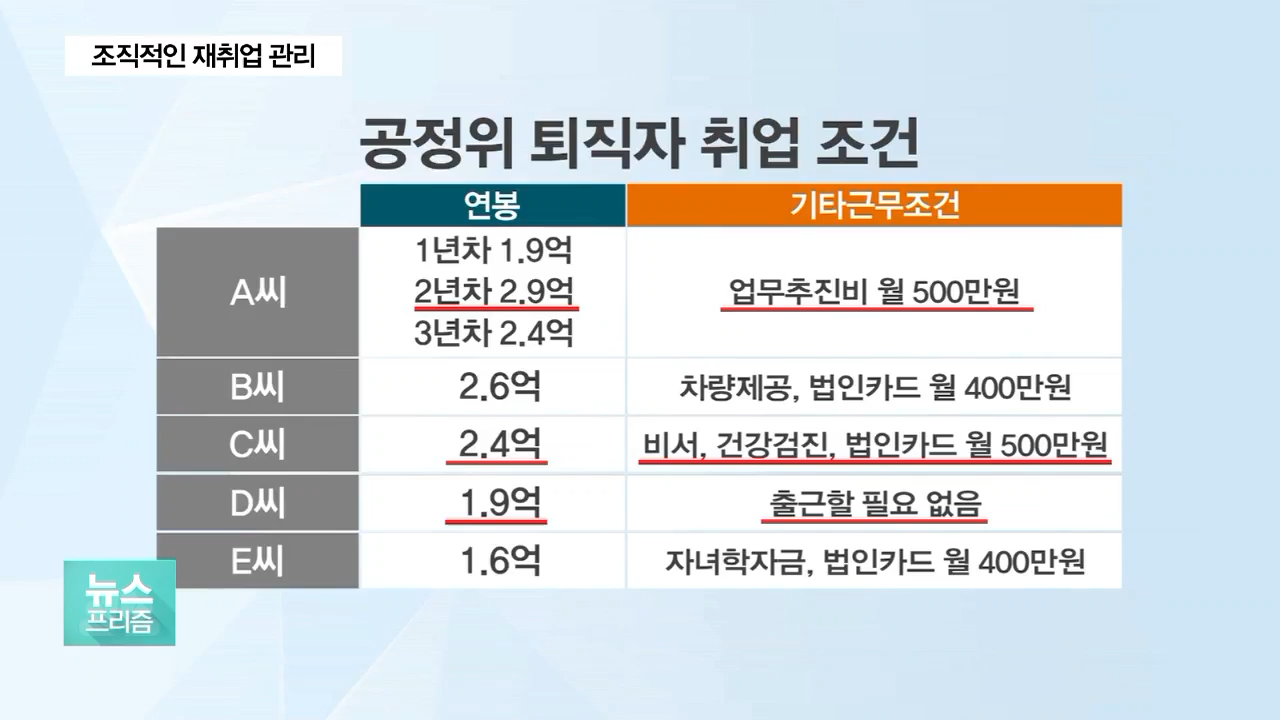 조직적인 재취업 관리
공정위 퇴직자 취업 조건
연봉 기타근무조건
A씨 1년차 1.9억
2년차 2.9억 업무추진비 월 500만원
3년차 2.4억
B씨 2.6억 차량제공, 법인카드 월 400만원
C씨 2.4억 비서, 건강검진, 법인카드 월 500만원
D씨 1.9억 출근할 필요 없음
E씨 1.6억 자녀학자금, 법인카드 월 400만원
뉴스
프리즘